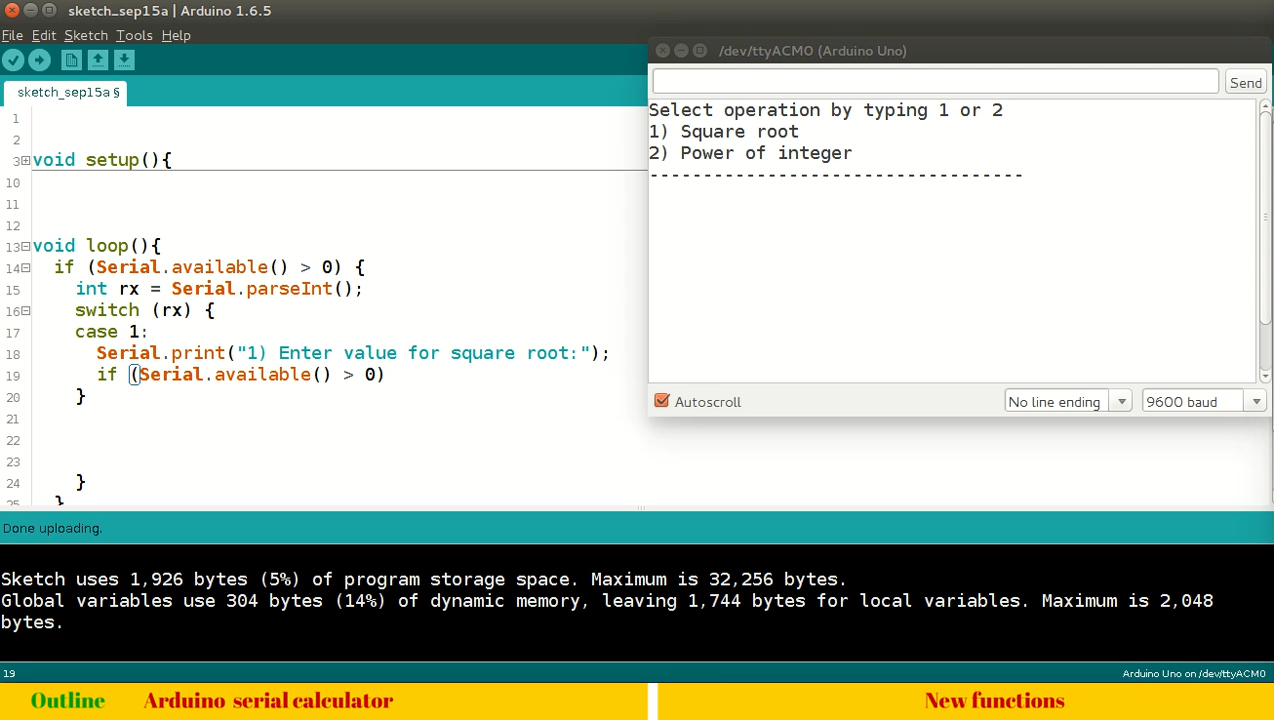 sketch_sep15a | Arduino 1.6.5
File Edit Sketch Tools Help
sketch_sep15a §
1
2
3 void setup(){
10
11
12
13 void loop(){
14 if (Serial.available() > 0) {
15 int rx = Serial.parseInt();
16 switch (rx) {
17 case 1:
18 Serial.print("1) Enter value for square root:");
19 if (Serial.available() > 0)
20 }
21
22
23
24 }
25 }
/dev/ttyACM0 (Arduino Uno)
Send
Select operation by typing 1 or 2
1) Square root
2) Power of integer
-----------------------------------
Autoscroll
No line ending
9600 baud
Done uploading.
Sketch uses 1,926 bytes (5%) of program storage space. Maximum is 32,256 bytes.
Global variables use 304 bytes (14%) of dynamic memory, leaving 1,744 bytes for local variables. Maximum is 2,048
bytes.
19
Arduino Uno on /dev/ttyACM0
Outline Arduino serial calculator
New functions